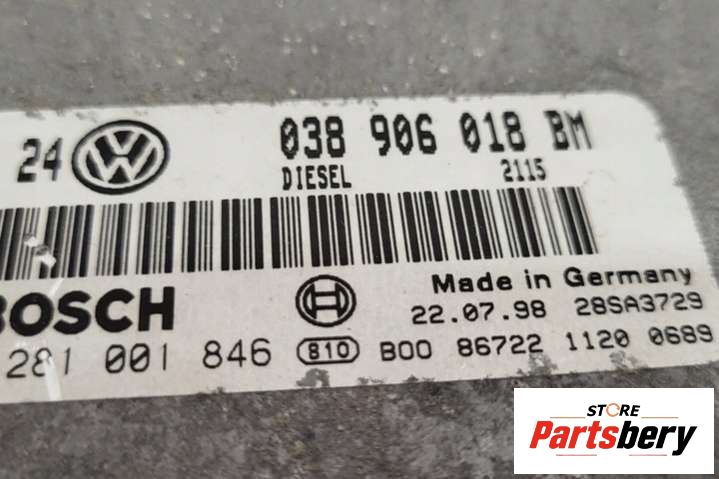 24 VW 038 906 018 BM
DIESEL 2115
BOSCH Made in Germany
22.07.98 28SA3729
281 001 846 810 B00 86722 1120 0689
STORE
Partsbery